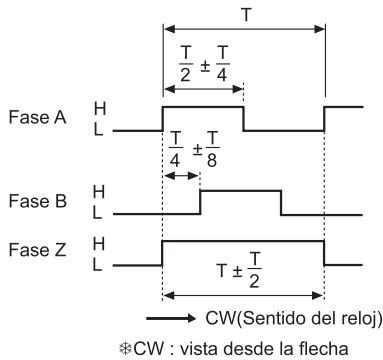 T
T/2 ± T/4
Fase A H L
T/4 ± T/8
Fase B H L
Fase Z H L
T ± T/2
CW(Sentido del reloj)
❊CW : vista desde la flecha